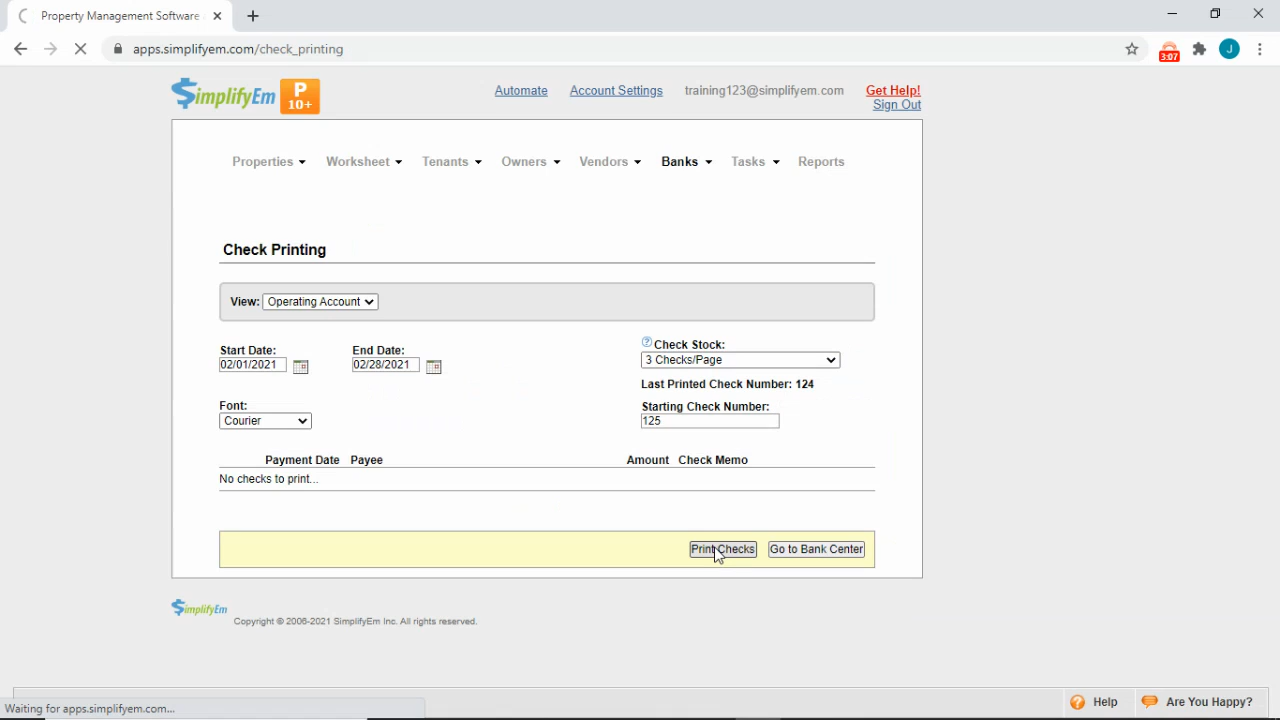 Property Management Software
apps.simplifyem.com/check_printing
3:07
J
SimplifyEm P 10+
Automate Account Settings training123@simplifyem.com Get Help!
Sign Out
Properties Worksheet Tenants Owners Vendors Banks Tasks Reports
Check Printing
View: Operating Account
Start Date: End Date: ? Check Stock:
02/01/2021 02/28/2021 3 Checks/Page
Last Printed Check Number: 124
Font: Starting Check Number:
Courier 125
Payment Date Payee Amount Check Memo
No checks to print...
Print Checks Go to Bank Center
SimplifyEm
Copyright © 2006-2021 SimplifyEm Inc. All rights reserved.
Waiting for apps.simplifyem.com... ? Help Are You Happy?